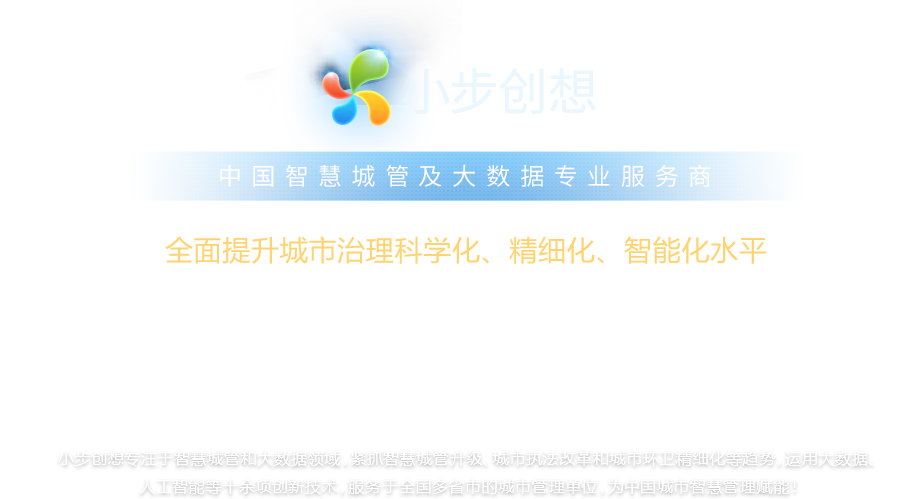 小步创想
中国智慧城管及大数据专业服务商
全面提升城市治理科学化、精细化、智能化水平
小步创想专注于智慧城管和大数据领域，紧抓智慧城管升级、城市执法改革和城市环卫精细化等趋势，运用大数据、
人工智能等十余项创新技术，服务于全国多省市的城市管理单位，为中国城市智慧管理赋能！